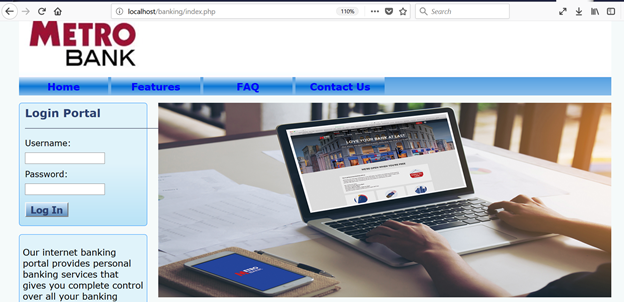 localhost/banking/index.php
110%
Search
METRO
BANK
Home Features FAQ Contact Us
Login Portal
Username:
Password:
Log In
LOVE YOUR BANK AT LAST
METRO
Our internet banking
portal provides personal
banking services that
gives you complete control
over all your banking